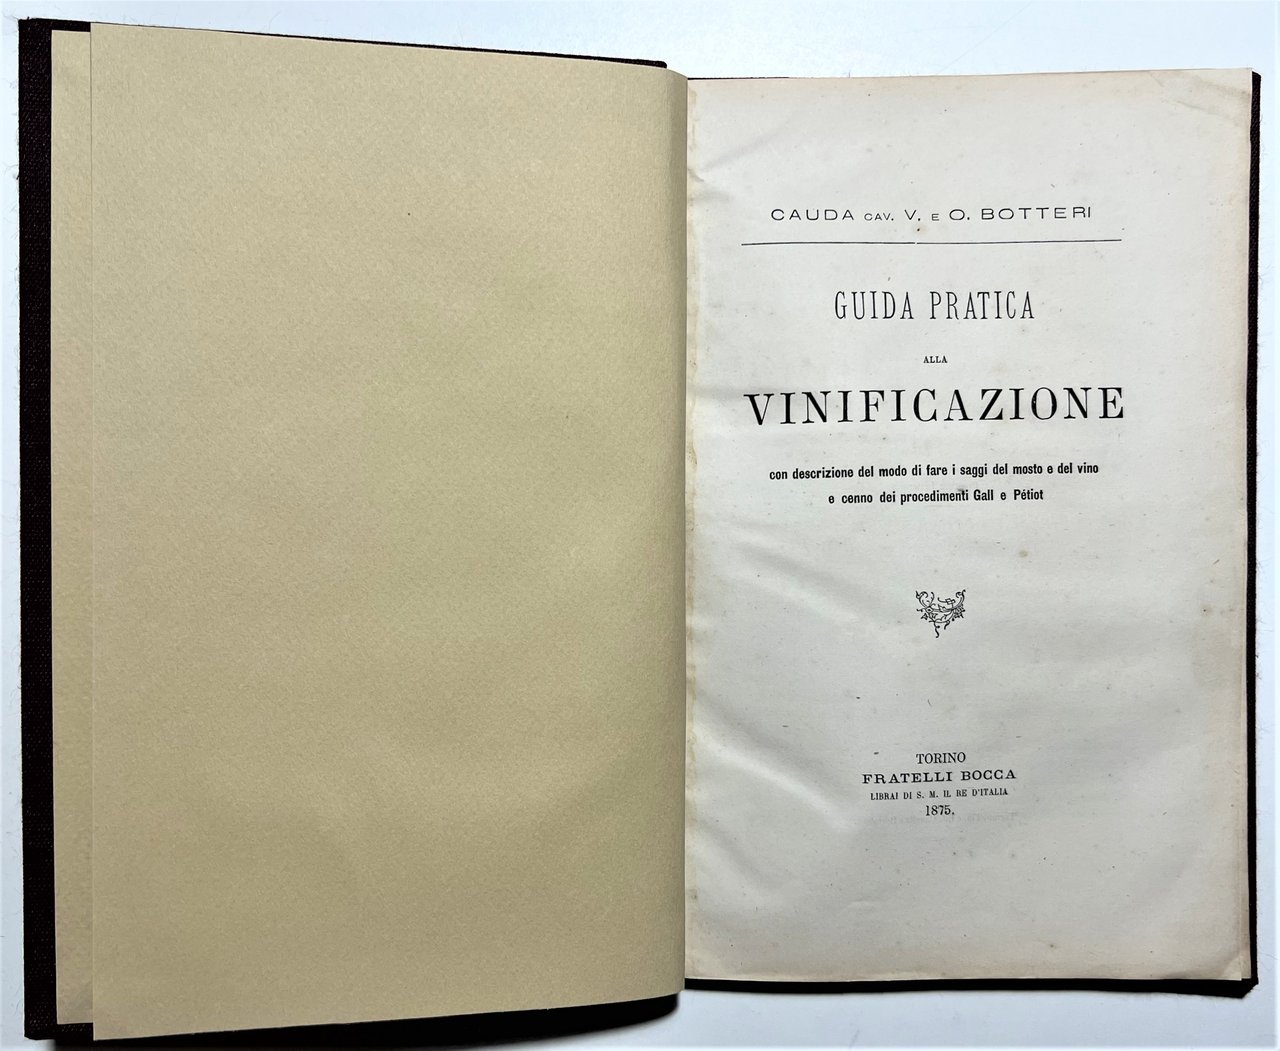 CAUDA CAV. V. E O. BOTTERI
GUIDA PRATICA
ALLA
VINIFICAZIONE
con descrizione del modo di fare i saggi del mosto e del vino
e cenno dei procedimenti Gall e Pétiot
TORINO
FRATELLI BOCCA
LIBRAI DI S. M. IL RE D'ITALIA
1875.